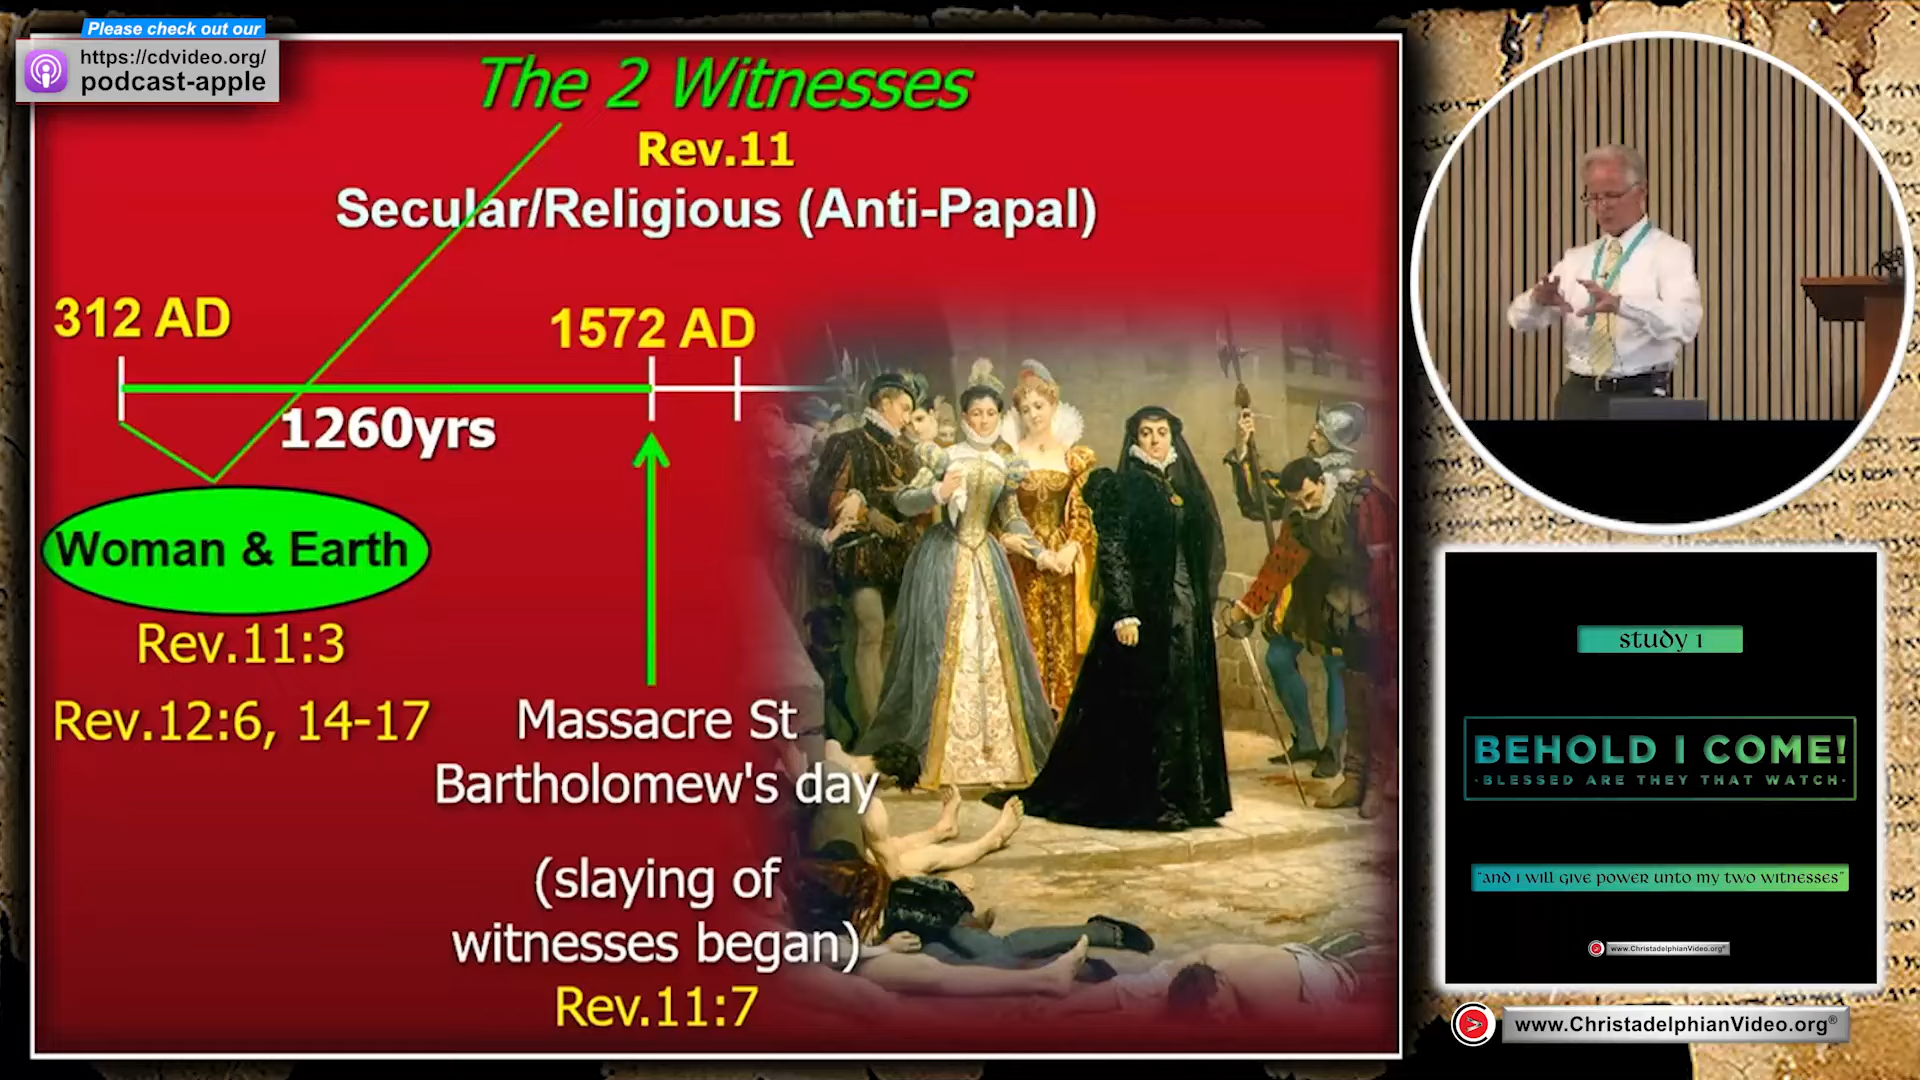 Please check out our
https://cdvideo.org/
podcast-apple
The 2 Witnesses
Rev.11
Secular/Religious (Anti-Papal)
312 AD
1572 AD
1260yrs
Woman & Earth
Rev.11:3
Rev.12:6, 14-17
Massacre St
Bartholomew's day
(slaying of
witnesses began)
Rev.11:7
study 1
BEHOLD I COME!
·BLESSED ARE THEY THAT WATCH·
"and i will give power unto my two witnesses"
www.ChristadelphianVideo.org®
www.ChristadelphianVideo.org®